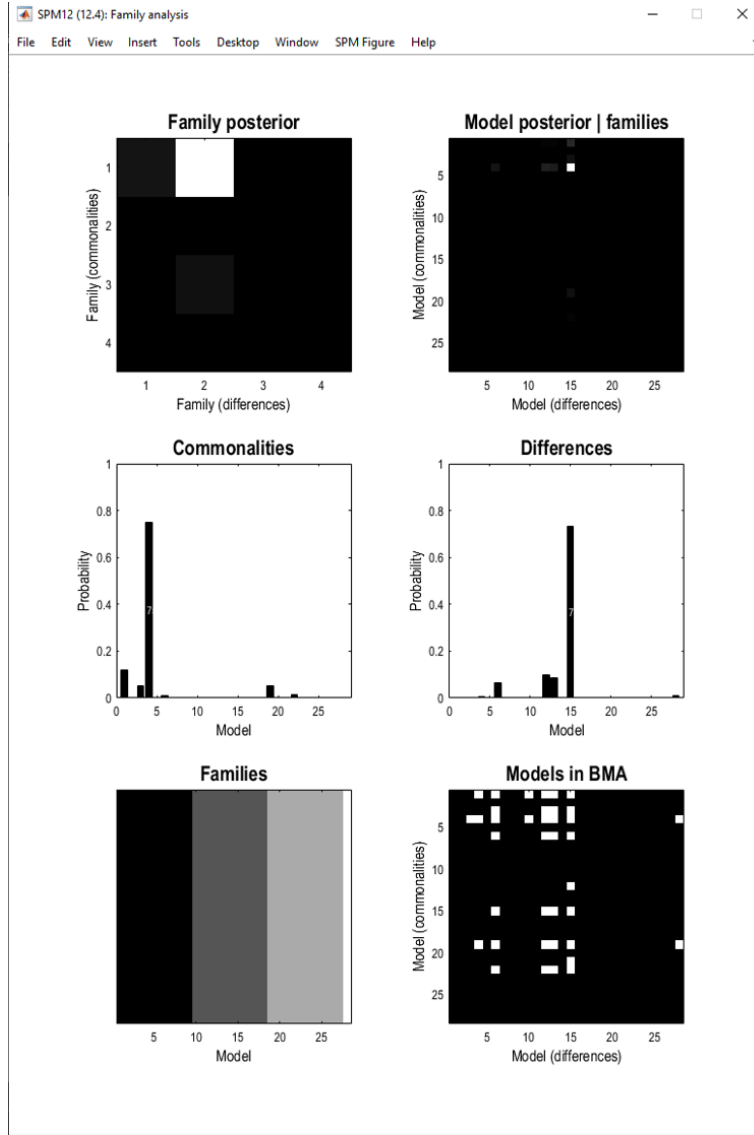 SPM12 (12.4): Family analysis
File Edit View Insert Tools Desktop Window SPM Figure Help
Family posterior
Family (commonalities)
1
2
3
4
1 2 3 4
Family (differences)
Model posterior | families
Model (commonalities)
5
10
15
20
25
5 10 15 20 25
Model (differences)
Commonalities
Probability
1
0.8
0.6
0.4
0.2
0
0 5 10 15 20 25
Model
7
Differences
Probability
1
0.8
0.6
0.4
0.2
0
0 5 10 15 20 25
Model
7
Families
5 10 15 20 25
Model
Models in BMA
Model (commonalities)
5
10
15
20
25
5 10 15 20 25
Model (differences)